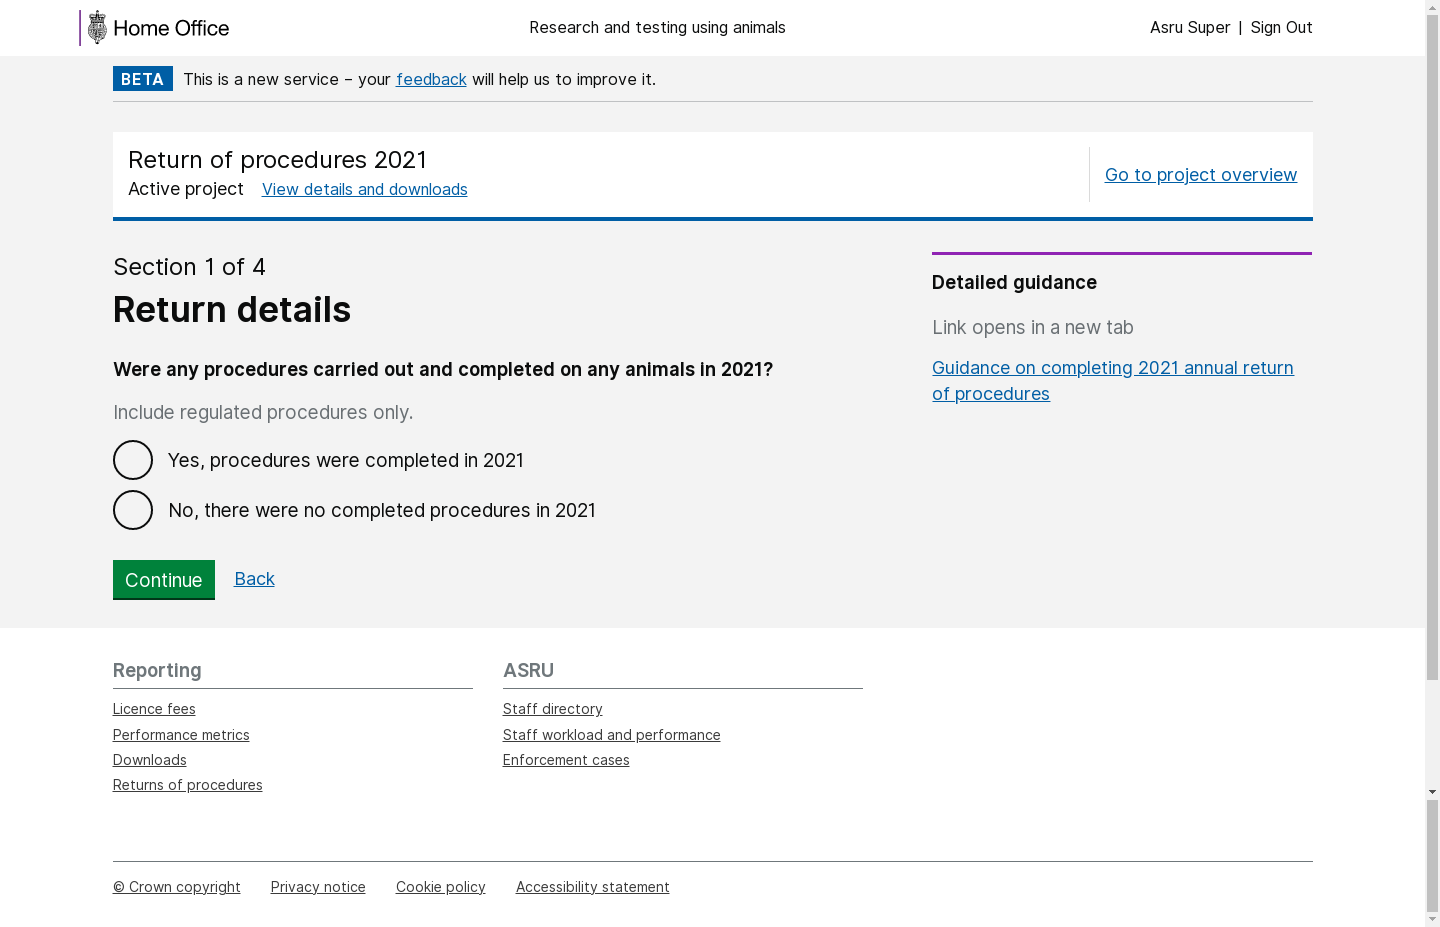 Home Office
Research and testing using animals
Asru Super | Sign Out
BETA This is a new service – your feedback will help us to improve it.
Return of procedures 2021
Active project View details and downloads
Go to project overview
Section 1 of 4
Return details
Were any procedures carried out and completed on any animals in 2021?
Include regulated procedures only.
Yes, procedures were completed in 2021
No, there were no completed procedures in 2021
Continue Back
Detailed guidance
Link opens in a new tab
Guidance on completing 2021 annual return
of procedures
Reporting
Licence fees
Performance metrics
Downloads
Returns of procedures
ASRU
Staff directory
Staff workload and performance
Enforcement cases
© Crown copyright Privacy notice Cookie policy Accessibility statement